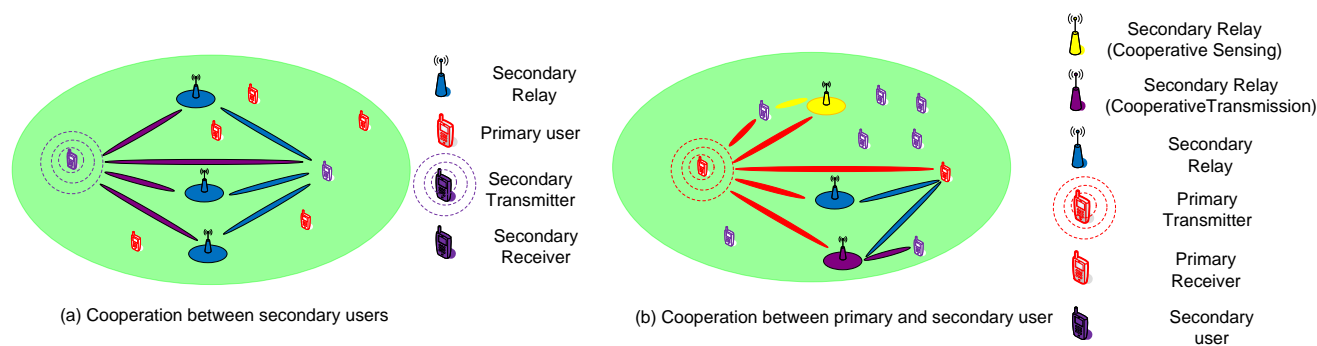 Secondary
Relay
Primary user
Secondary
Transmitter
Secondary
Receiver
(a) Cooperation between secondary users
Secondary Relay
(Cooperative Sensing)
Secondary Relay
(CooperativeTransmission)
Secondary
Relay
Primary
Transmitter
Primary
Receiver
Secondary
user
(b) Cooperation between primary and secondary user